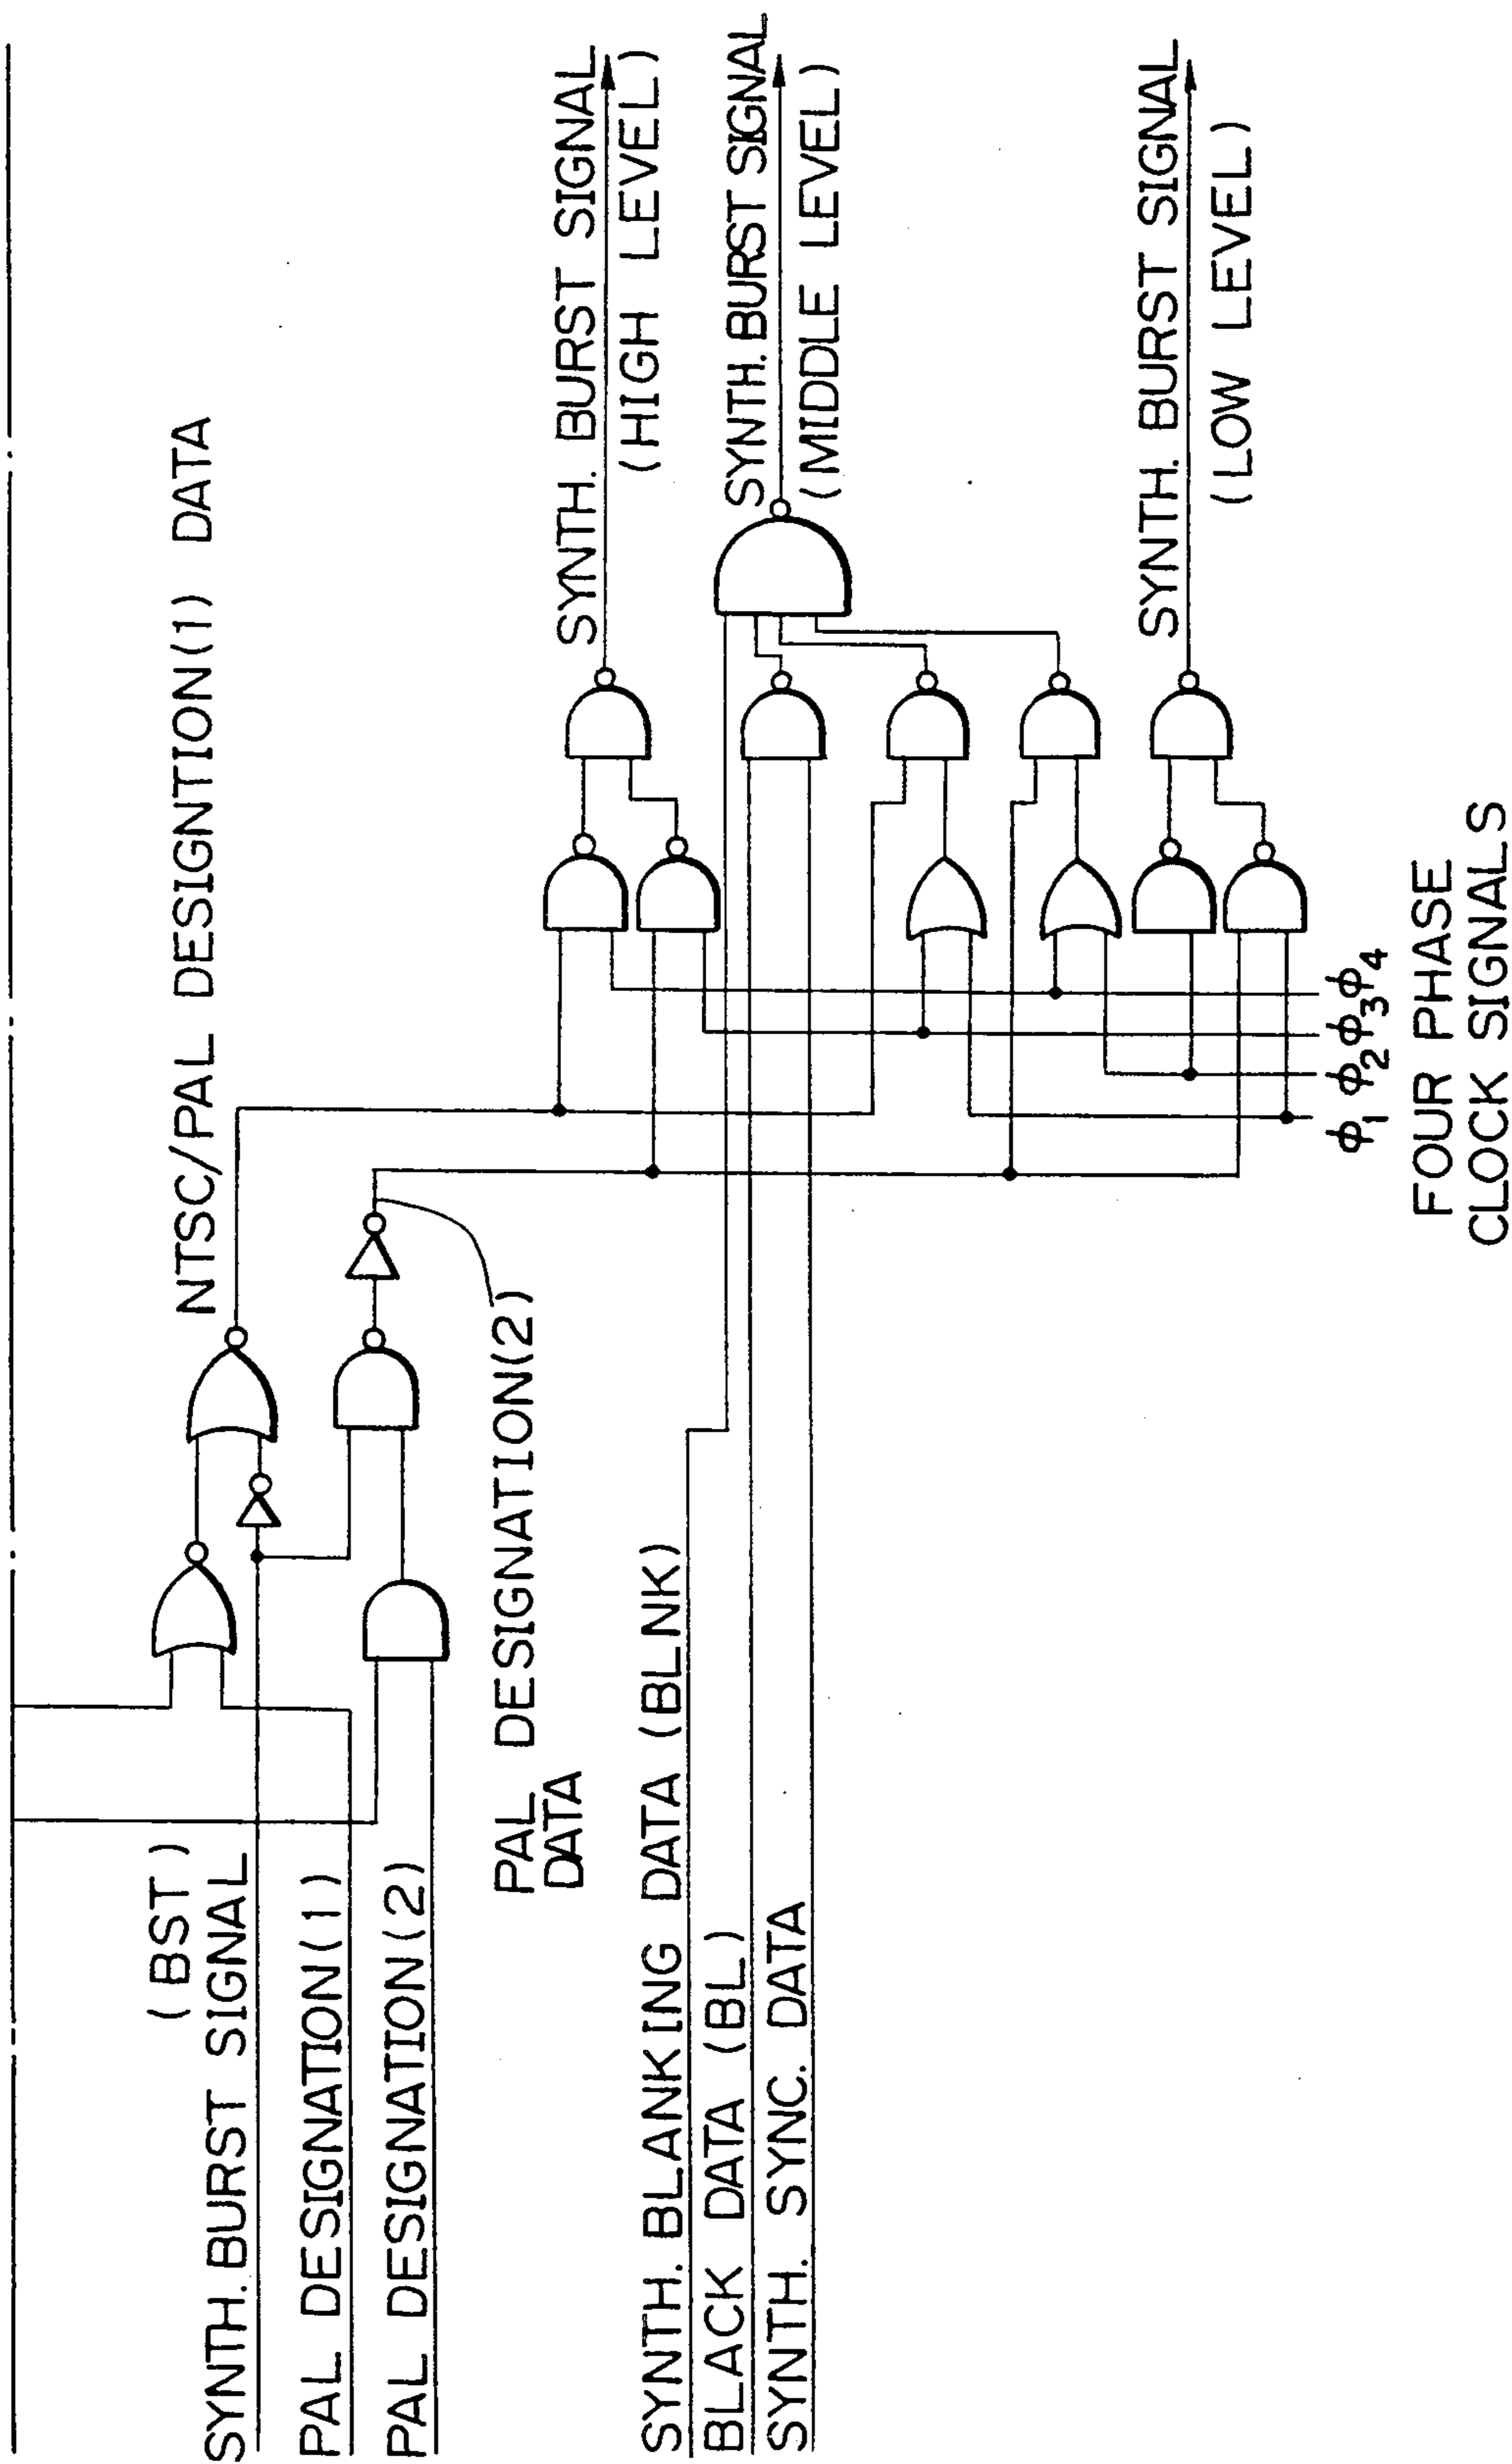 (BST)
SYNTH. BURST SIGNAL
PAL DESIGNATION(1)
PAL DESIGNATION(2)
NTSC/PAL DESIGNTION(1) DATA
PAL DESIGNATION(2)
DATA
SYNTH. BLANKING DATA (BLNK)
BLACK DATA (BL)
SYNTH. SYNC. DATA
SYNTH. BURST SIGNAL
(HIGH LEVEL)
SYNTH. BURST SIGNAL
(MIDDLE LEVEL)
SYNTH. BURST SIGNAL
(LOW LEVEL)
ϕ1 ϕ2 ϕ3 ϕ4
FOUR PHASE
CLOCK SIGNALS